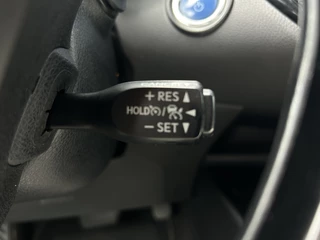 + RES ▲
HOLD / ◄
− SET ▼